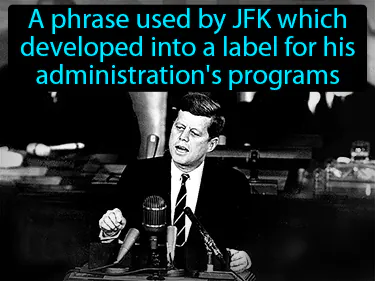 A phrase used by JFK which
developed into a label for his
administration's programs